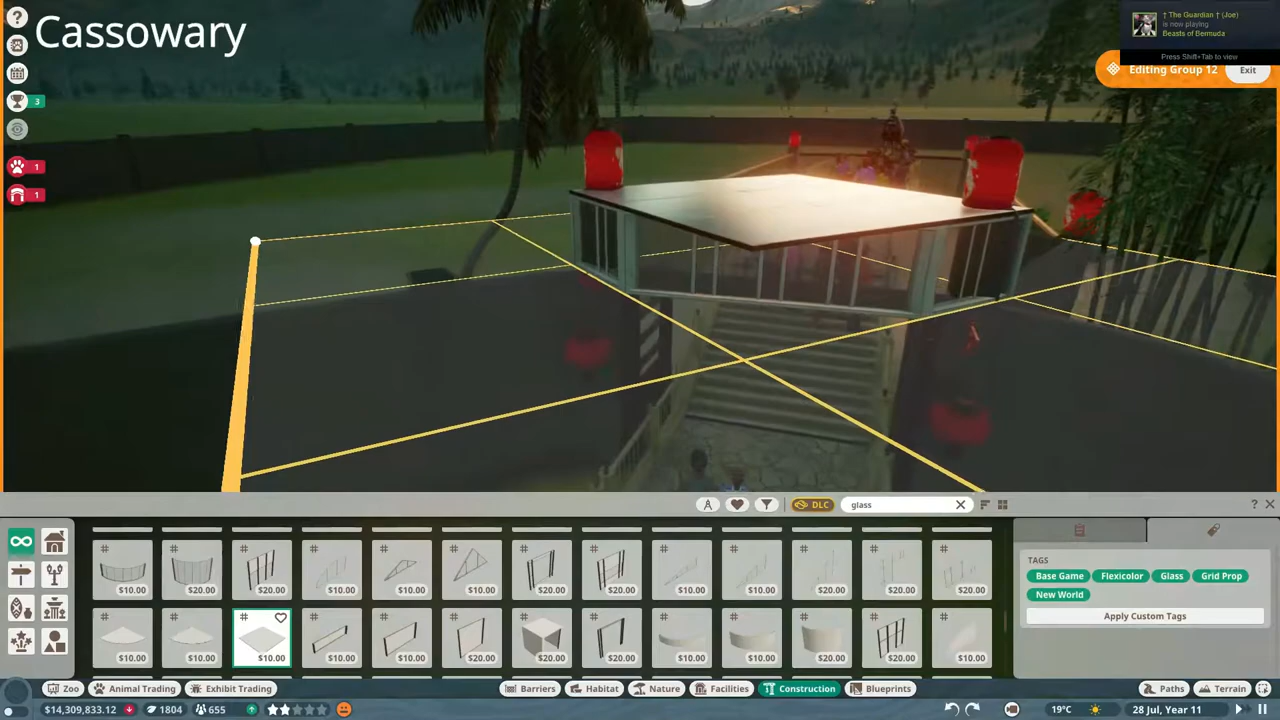 Cassowary
† The Guardian † (Joe)
is now playing
Beasts of Bermuda
Press Shift+Tab to view
Editing Group 12
Exit
?
3
1
1
DLC
glass
?
$10.00
$20.00
$20.00
$10.00
$10.00
$10.00
$20.00
$20.00
$10.00
$10.00
$10.00
$20.00
$10.00
$10.00
$10.00
$10.00
$10.00
$10.00
$20.00
$20.00
$20.00
$10.00
$10.00
$20.00
$20.00
$10.00
TAGS
Base Game
Flexicolor
Glass
Grid Prop
New World
Apply Custom Tags
Zoo
Animal Trading
Exhibit Trading
Barriers
Habitat
Nature
Facilities
Construction
Blueprints
Paths
Terrain
$14,309,833.12
1804
655
19°C
28 Jul, Year 11